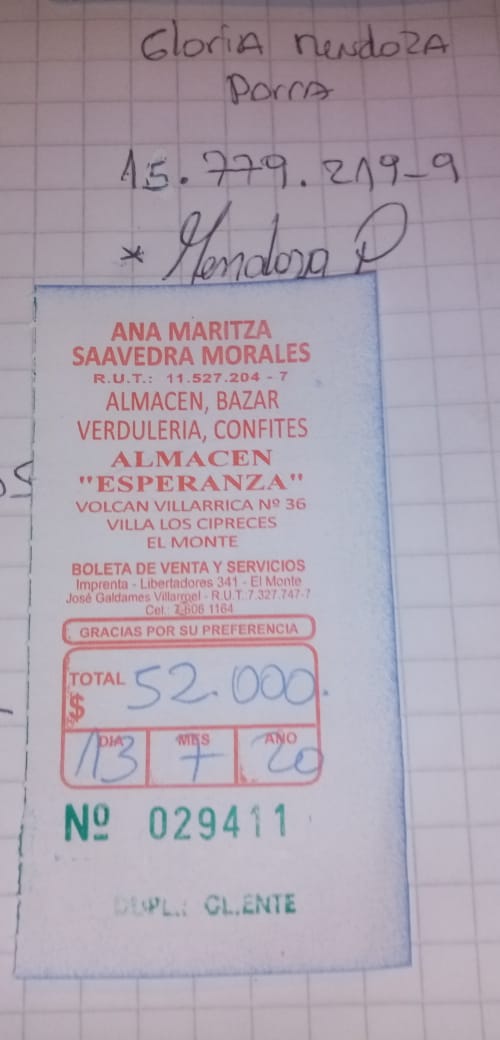 Gloria Mendoza
Porra
15.779.219-9
* Mendoza P
ANA MARITZA
SAAVEDRA MORALES
R.U.T.: 11.527.204 - 7
ALMACEN, BAZAR
VERDULERIA, CONFITES
ALMACEN
"ESPERANZA"
VOLCAN VILLARRICA Nº 36
VILLA LOS CIPRECES
EL MONTE
BOLETA DE VENTA Y SERVICIOS
Imprenta - Libertadores 341 - El Monte
José Galdames Villarroel - R.U.T.:7.327.747-7
Cel.: 7-606 1164
GRACIAS POR SU PREFERENCIA
TOTAL $ 52.000.
DIA MES AÑO
13 7 20
Nº 029411
DUPL.: CLIENTE